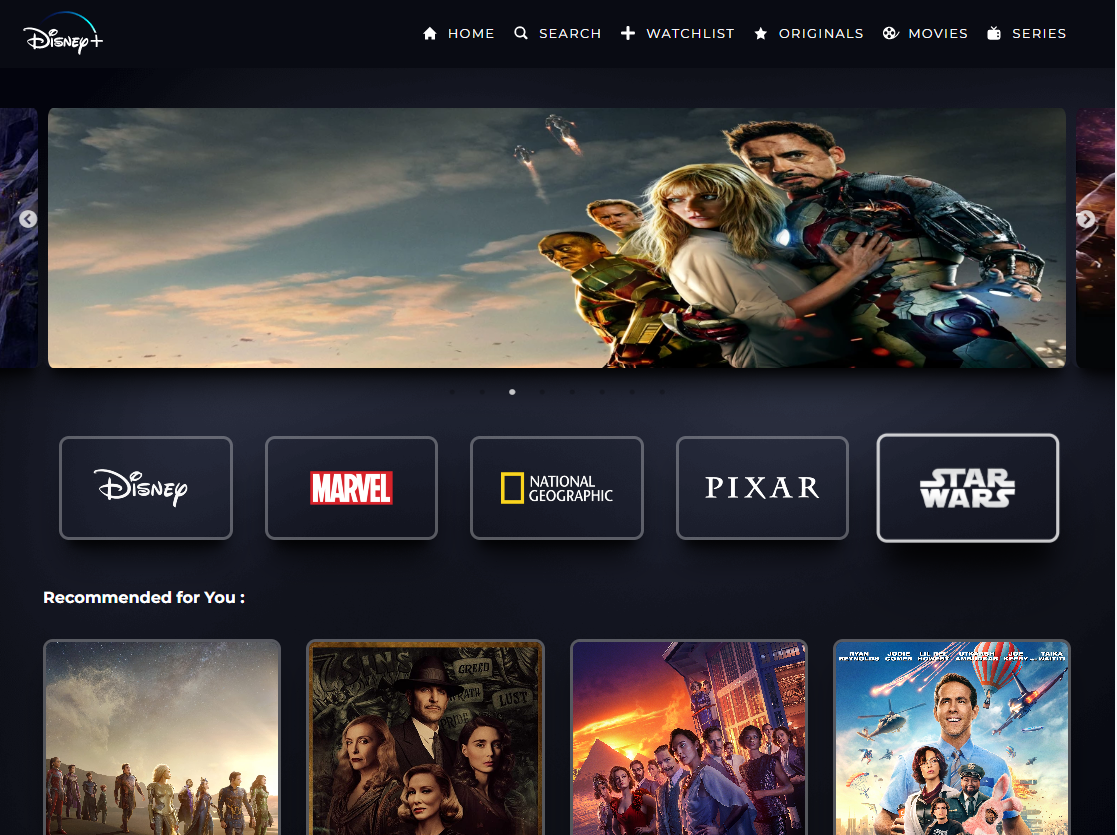 Disney+
HOME
SEARCH
WATCHLIST
ORIGINALS
MOVIES
SERIES
Disney
MARVEL
NATIONAL
GEOGRAPHIC
PIXAR
STAR
WARS
Recommended for You :
SINS
GREED
WRATH
LUST
PRIDE
RYAN REYNOLDS
JODIE COMER
LIL REL HOWERY
UTKARSH AMBUDKAR
JOE KEERY
AND TAIKA WAITITI